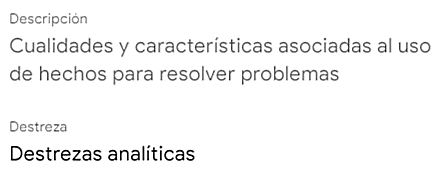 Descripción
Cualidades y características asociadas al uso
de hechos para resolver problemas
Destreza
Destrezas analíticas